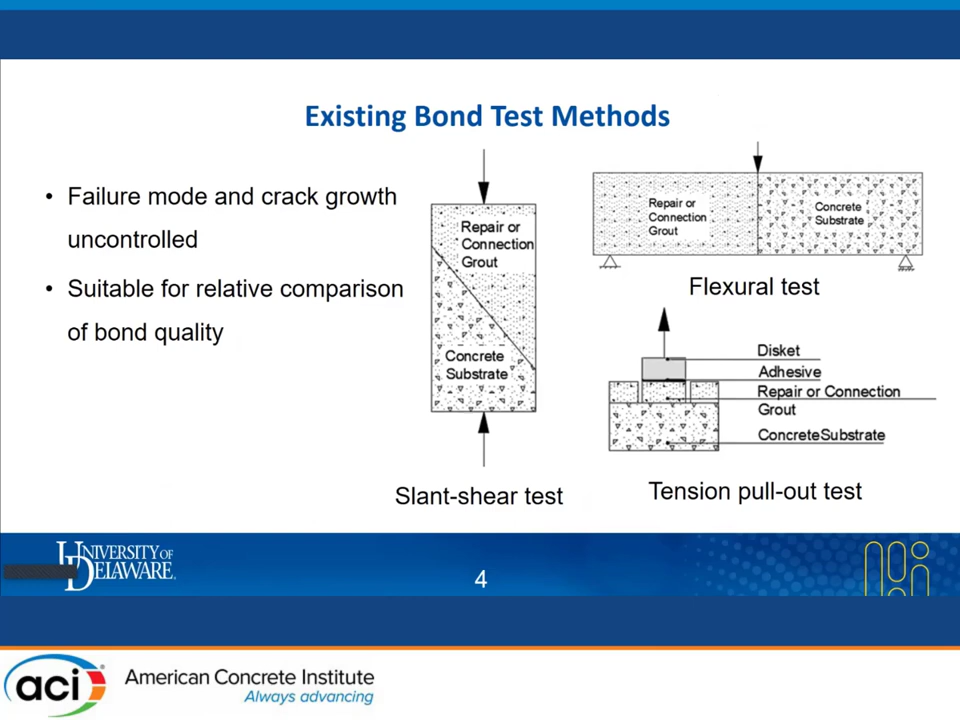 Existing Bond Test Methods
• Failure mode and crack growth
uncontrolled
• Suitable for relative comparison
of bond quality
Repair or
Connection
Grout
Concrete
Substrate
Slant-shear test
Repair or
Connection
Grout
Concrete
Substrate
Flexural test
Disket
Adhesive
Repair or Connection
Grout
ConcreteSubstrate
Tension pull-out test
UNIVERSITY OF
DELAWARE
4
aci
American Concrete Institute
Always advancing